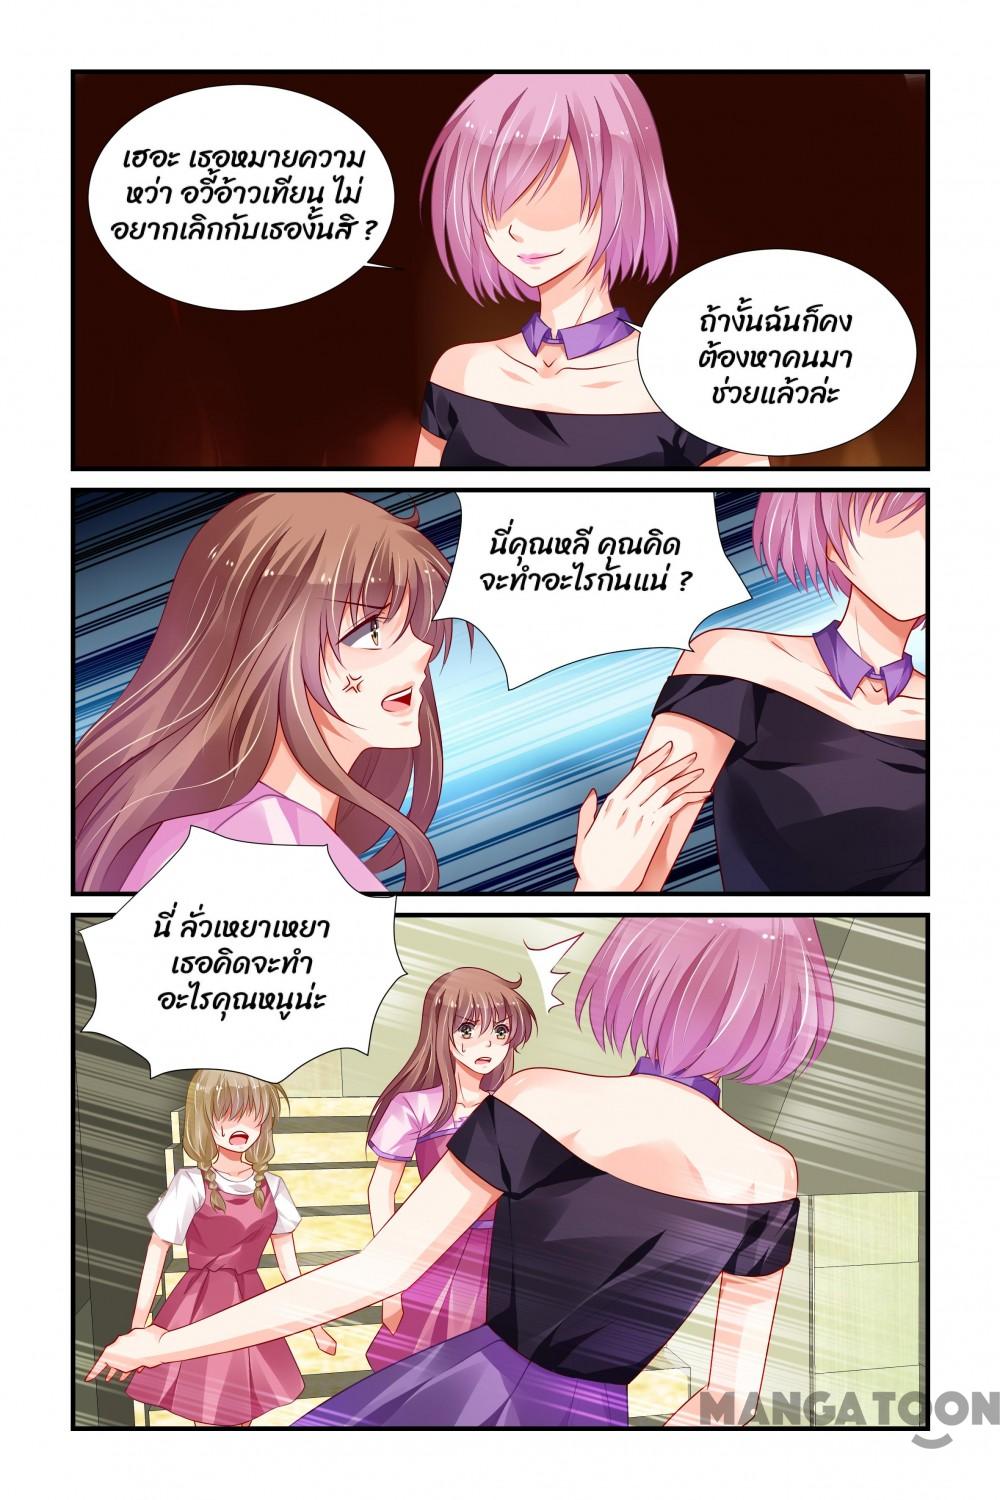 เฮอะ เธอหมายความ
หว่า อวี้อ้าวเทียน ไม่
อยากเลิกกับเธองั้นสิ ?
ถ้างั้นฉันก็คง
ต้องหาคนมา
ช่วยแล้วล่ะ
นี่คุณหลี คุณคิด
จะทำอะไรกันแน่ ?
นี่ ลั่วเหยาเหยา
เธอคิดจะทำ
อะไรคุณหนูน่ะ
MANGATOON